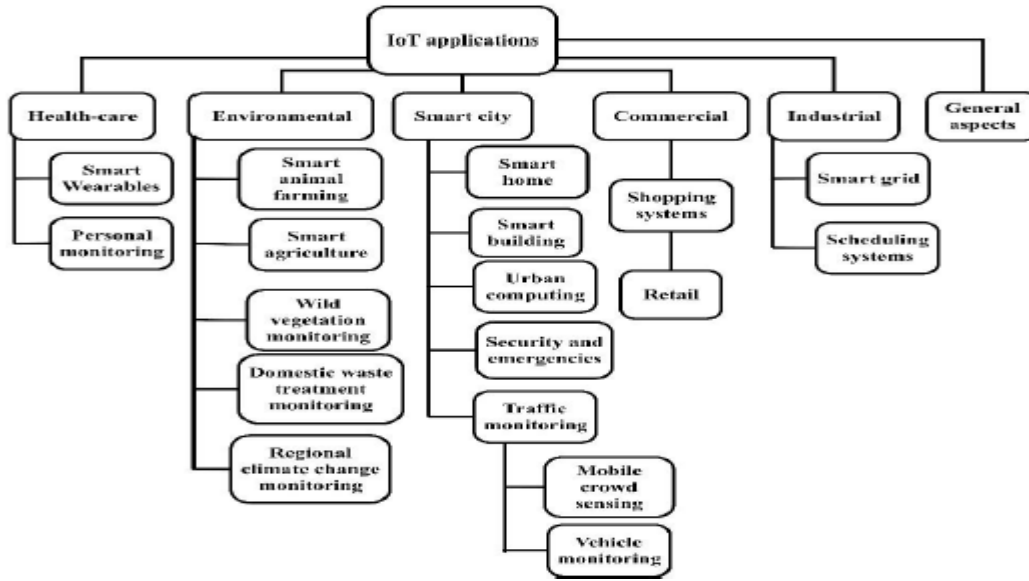 IoT applications
Health-care
Environmental
Smart city
Commercial
Industrial
General
aspects
Smart
Wearables
Personal
monitoring
Smart
animal
farming
Smart
agriculture
Wild
vegetation
monitoring
Domestic waste
treatment
monitoring
Regional
climate change
monitoring
Smart
home
Smart
building
Urban
computing
Security and
emergencies
Traffic
monitoring
Mobile
crowd
sensing
Vehicle
monitoring
Shopping
systems
Retail
Smart grid
Scheduling
systems